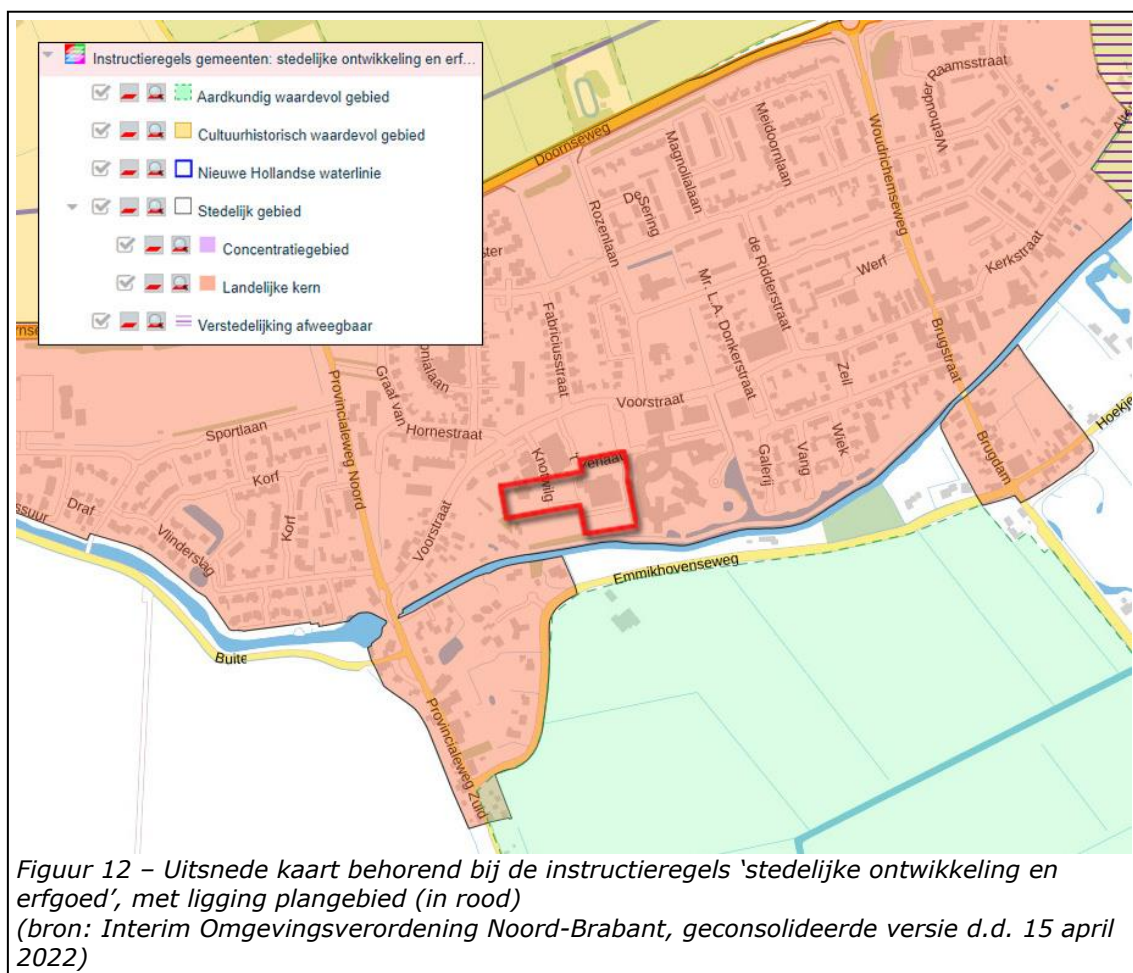 Instructieregels gemeenten: stedelijke ontwikkeling en erf...
Aardkundig waardevol gebied
Cultuurhistorisch waardevol gebied
Nieuwe Hollandse waterlinie
Stedelijk gebied
Concentratiegebied
Landelijke kern
Verstedelijking afweegbaar
Doornseweg
Raamsstraat
Wethouder
Woudrichemseweg
Meidoornlaan
Magnolialaan
De Sering
Rozenlaan
Kerkstraat
Werf
de Ridderstraat
Mr. L.A. Donkerstraat
Fabriciusstraat
Brugstraat
Zeil
Voorstraat
Graaf van
Hornestraat
Provincialeweg Noord
Sportlaan
Knotwilg
Galerij
Vang
Wiek
Hoekje
Brugdam
Korf
Draf
Korf
Vlinderslag
Voorstraat
Emmikhovenseweg
Buite
Provincialeweg Zuid
Figuur 12 – Uitsnede kaart behorend bij de instructieregels ‘stedelijke ontwikkeling en
erfgoed’, met ligging plangebied (in rood)
(bron: Interim Omgevingsverordening Noord-Brabant, geconsolideerde versie d.d. 15 april
2022)